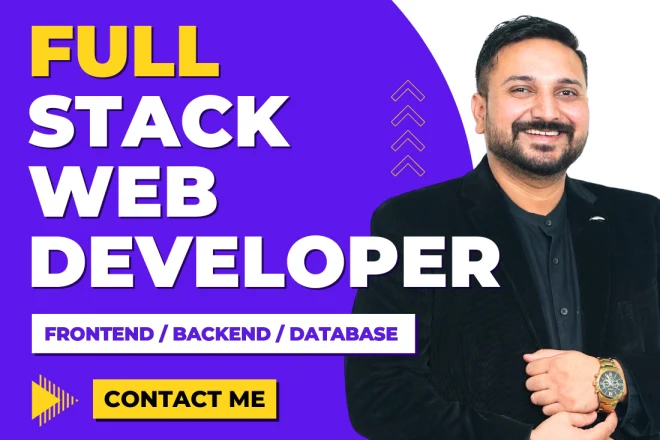 FULL
STACK
WEB
DEVELOPER
FRONTEND / BACKEND / DATABASE
CONTACT ME